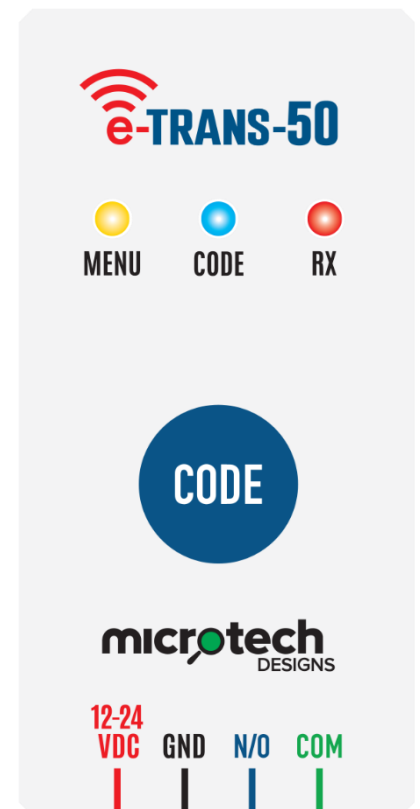 e-TRANS-50
MENU CODE RX
CODE
microtech
DESIGNS
12-24
VDC GND N/O COM